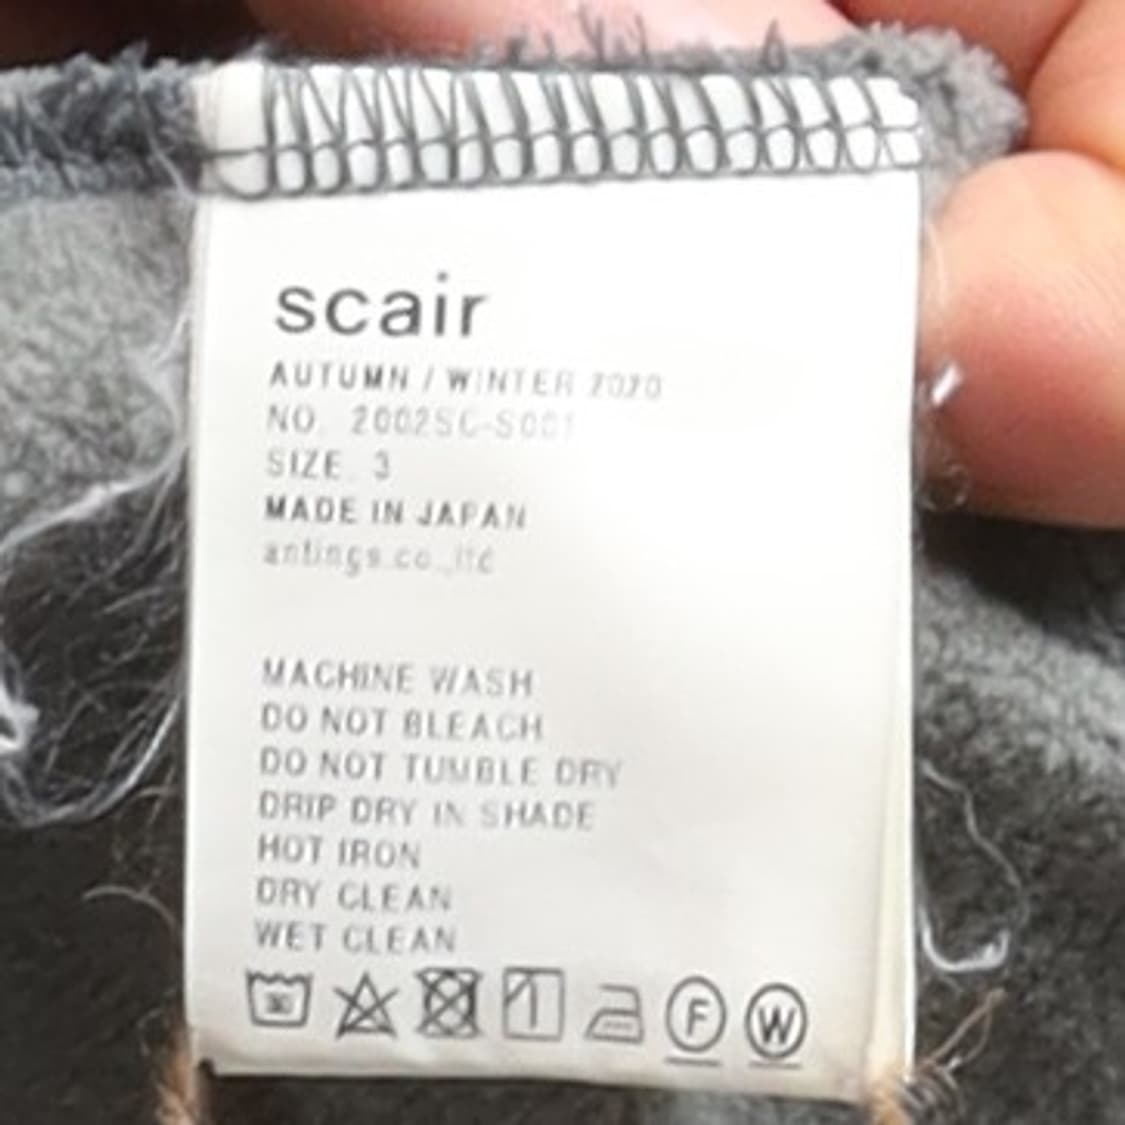 scair
AUTUMN / WINTER 2020
NO. 2002SC-S001
SIZE. 3
MADE IN JAPAN
antings.co.,ltd
MACHINE WASH
DO NOT BLEACH
DO NOT TUMBLE DRY
DRIP DRY IN SHADE
HOT IRON
DRY CLEAN
WET CLEAN
F W